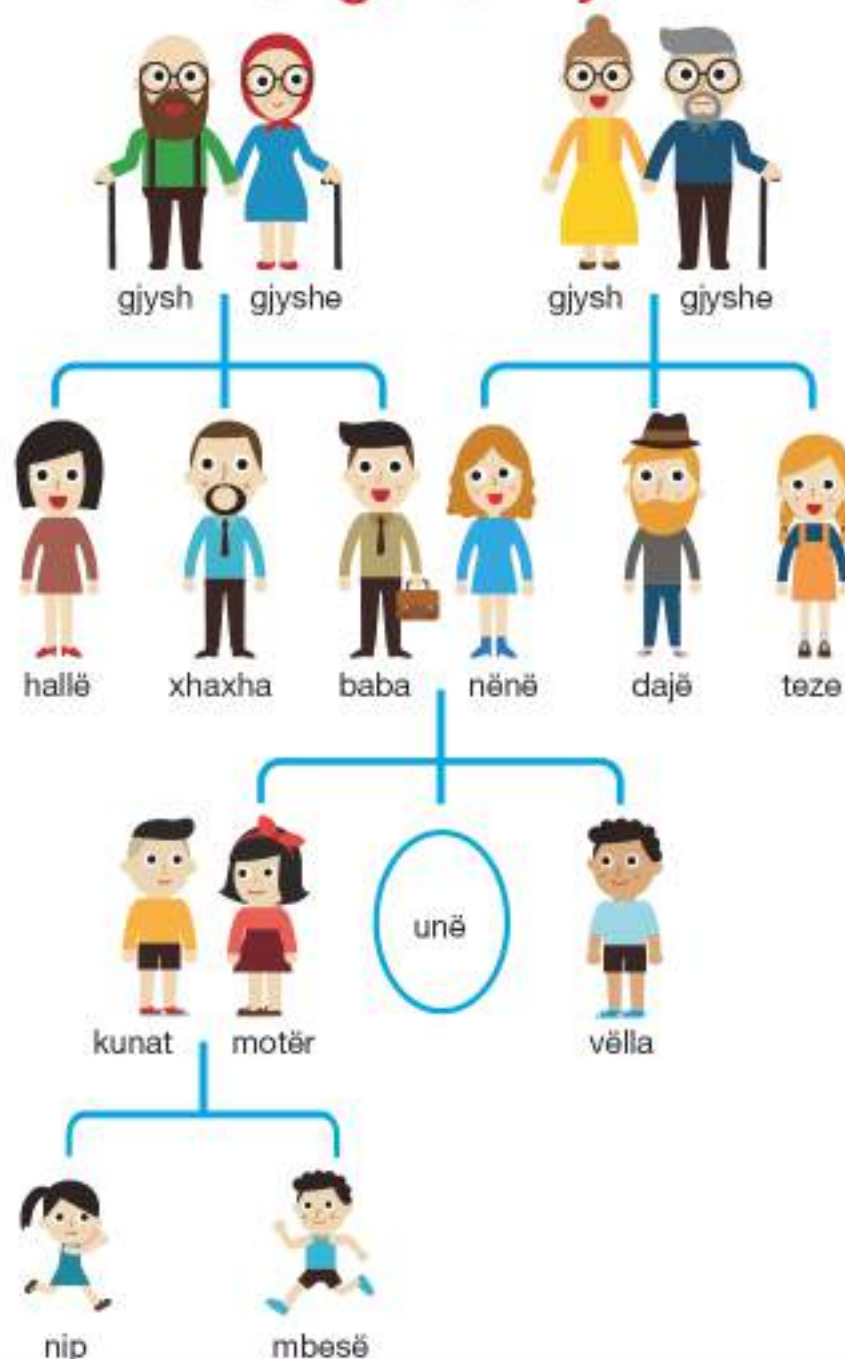 gjysh gjyshe gjysh gjyshe
hallë xhaxha baba nënë dajë teze
unë
kunat motër vëlla
nip mbesë